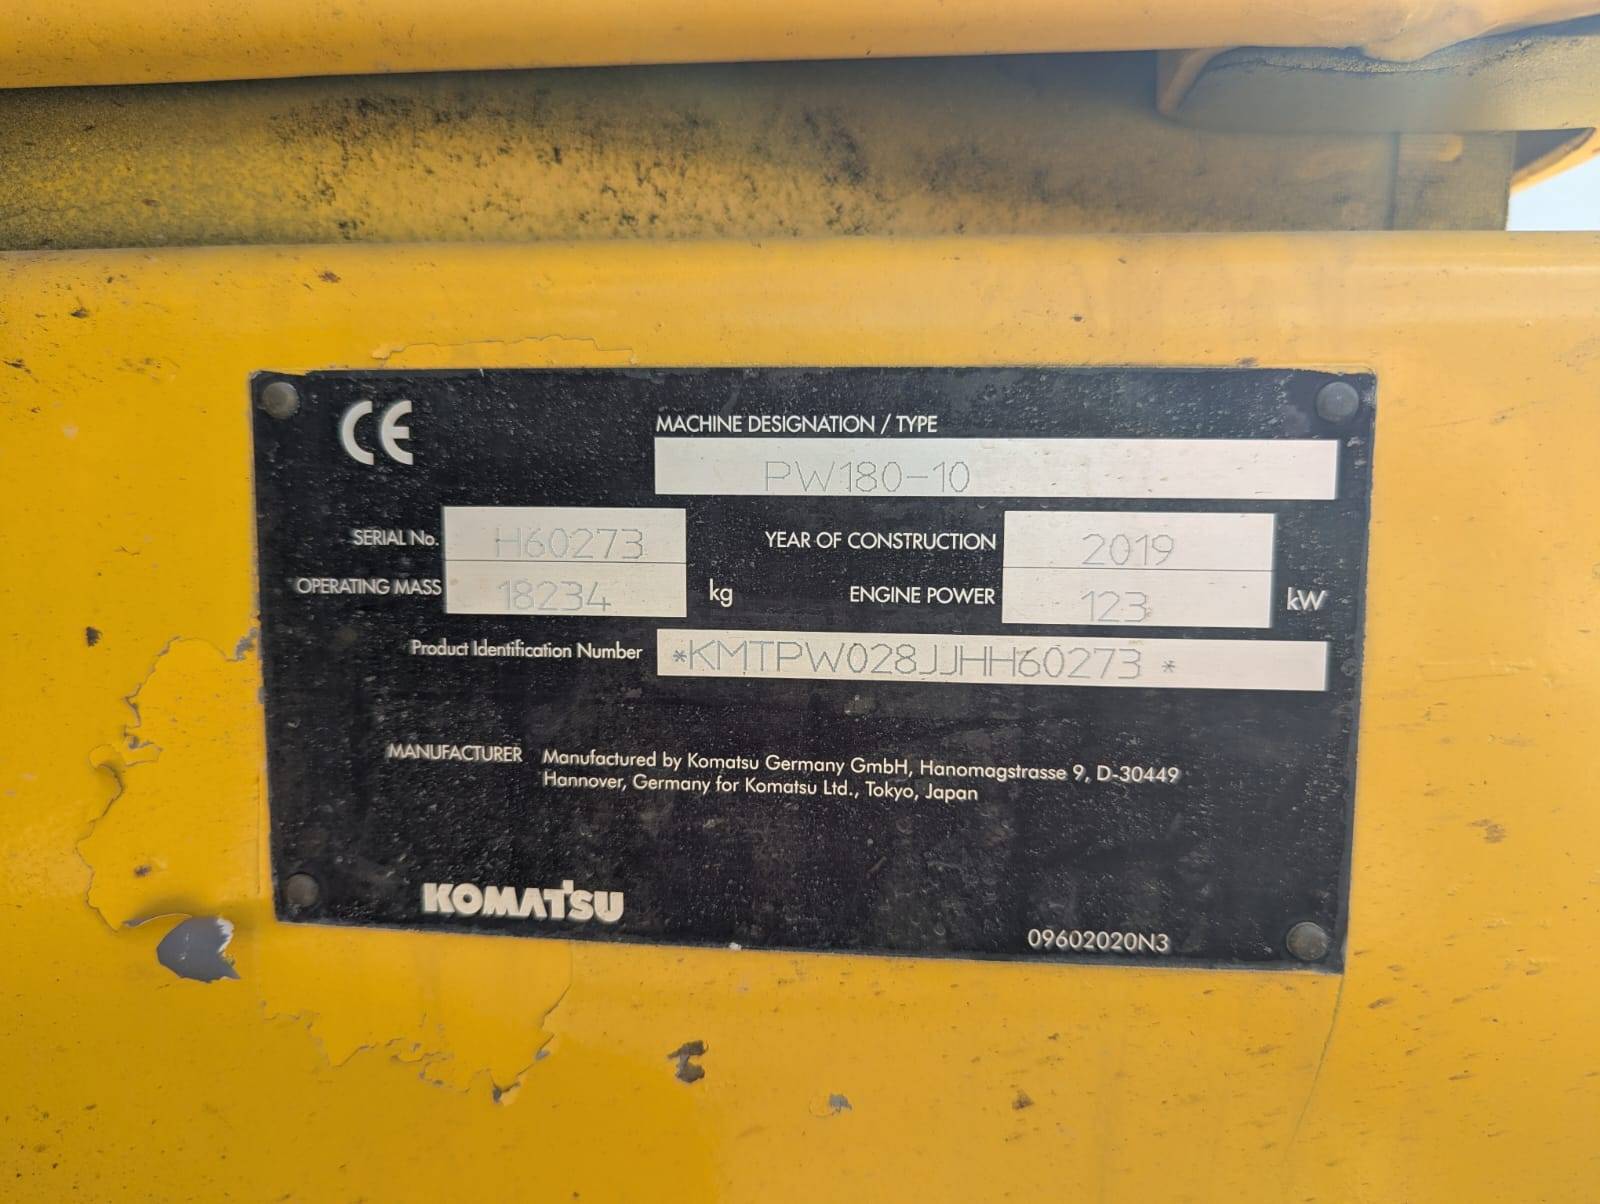 CE
MACHINE DESIGNATION / TYPE
PW180-10
SERIAL No. H60273 YEAR OF CONSTRUCTION 2019
OPERATING MASS 18234 kg ENGINE POWER 123 kW
Product Identification Number *KMTPW028JJHH60273*
MANUFACTURER Manufactured by Komatsu Germany GmbH, Hanomagstrasse 9, D-30449
Hannover, Germany for Komatsu Ltd., Tokyo, Japan
KOMATSU
09602020N3